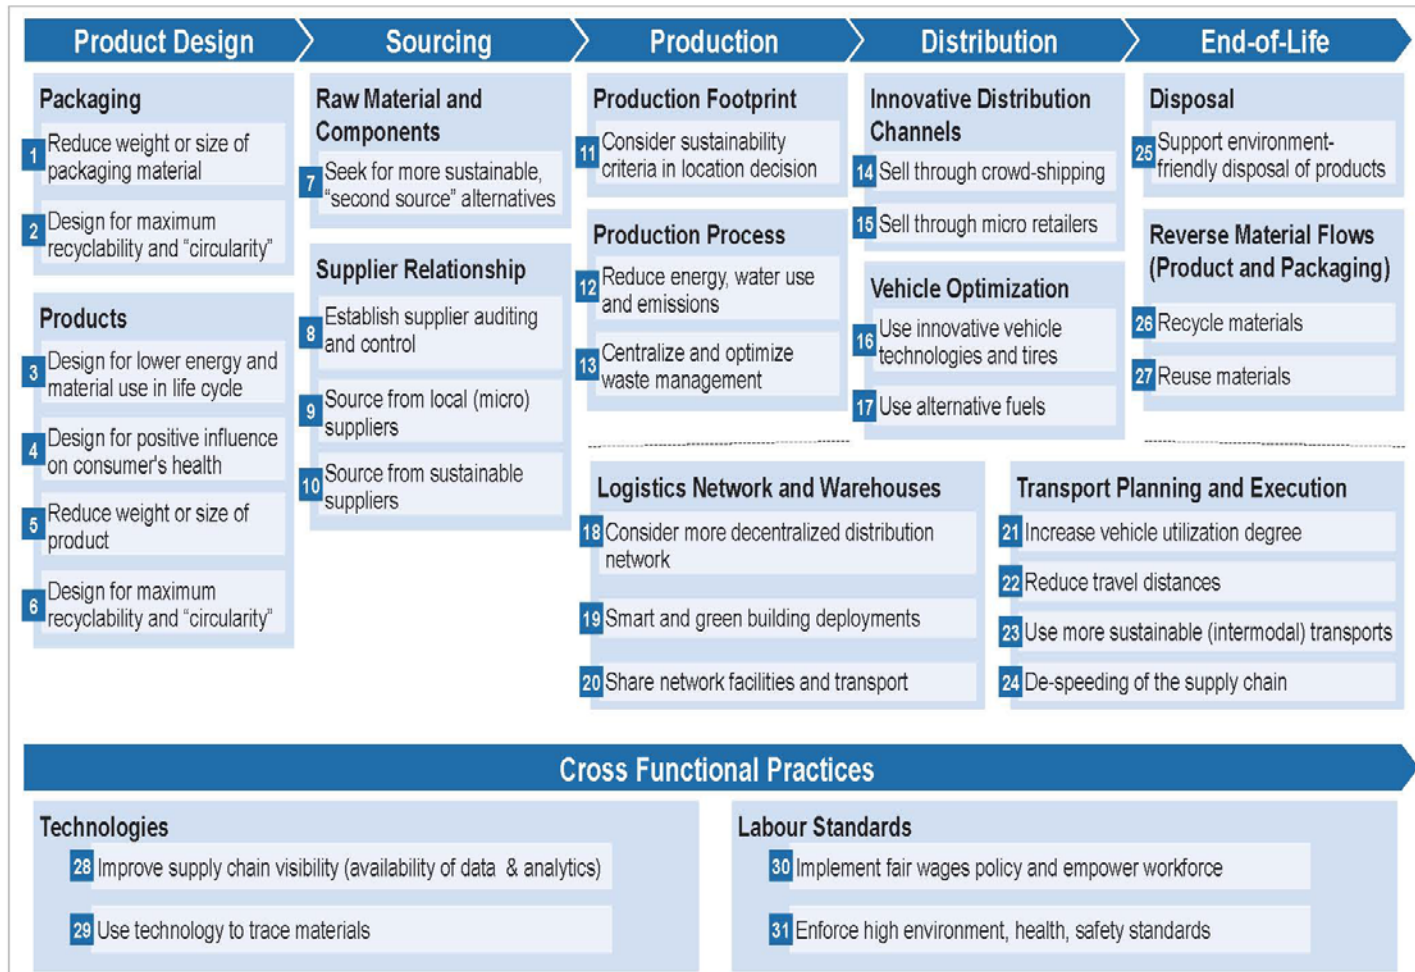 Product Design
Sourcing
Production
Distribution
End-of-Life
Packaging
1
Reduce weight or size of
packaging material
2
Design for maximum
recyclability and “circularity”
Products
3
Design for lower energy and
material use in life cycle
4
Design for positive influence
on consumer's health
5
Reduce weight or size of
product
6
Design for maximum
recyclability and “circularity”
Raw Material and
Components
7
Seek for more sustainable,
“second source” alternatives
Supplier Relationship
8
Establish supplier auditing
and control
9
Source from local (micro)
suppliers
10
Source from sustainable
suppliers
Production Footprint
11
Consider sustainability
criteria in location decision
Production Process
12
Reduce energy, water use
and emissions
13
Centralize and optimize
waste management
Innovative Distribution
Channels
14
Sell through crowd-shipping
15
Sell through micro retailers
Vehicle Optimization
16
Use innovative vehicle
technologies and tires
17
Use alternative fuels
Disposal
25
Support environment-
friendly disposal of products
Reverse Material Flows
(Product and Packaging)
26
Recycle materials
27
Reuse materials
Logistics Network and Warehouses
18
Consider more decentralized distribution
network
19
Smart and green building deployments
20
Share network facilities and transport
Transport Planning and Execution
21
Increase vehicle utilization degree
22
Reduce travel distances
23
Use more sustainable (intermodal) transports
24
De-speeding of the supply chain
Cross Functional Practices
Technologies
28
Improve supply chain visibility (availability of data & analytics)
29
Use technology to trace materials
Labour Standards
30
Implement fair wages policy and empower workforce
31
Enforce high environment, health, safety standards